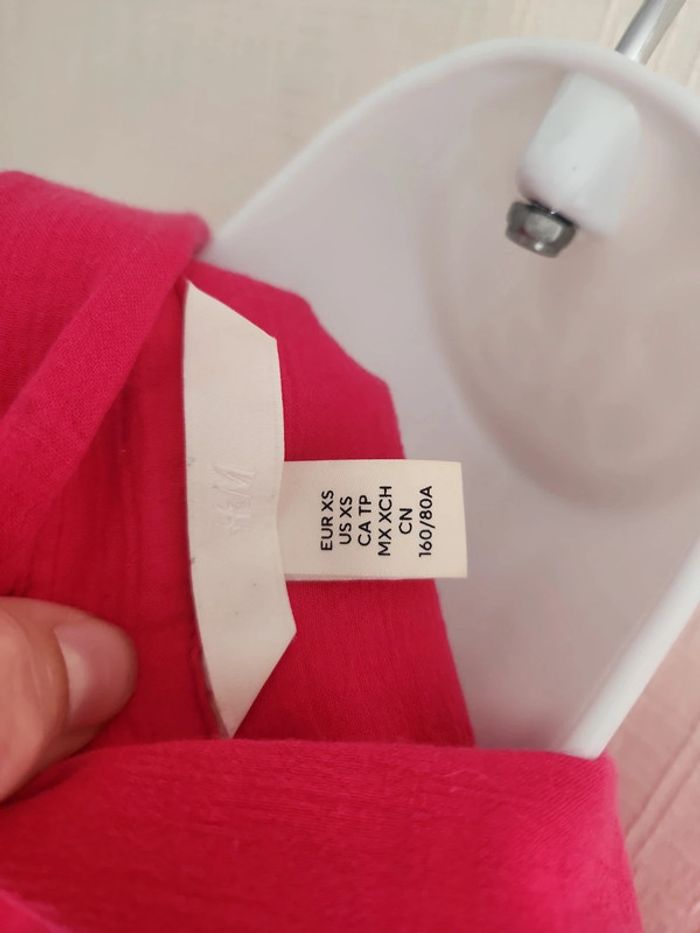 H&M
EUR XS
US XS
CA TP
MX XCH
CN
160/80A